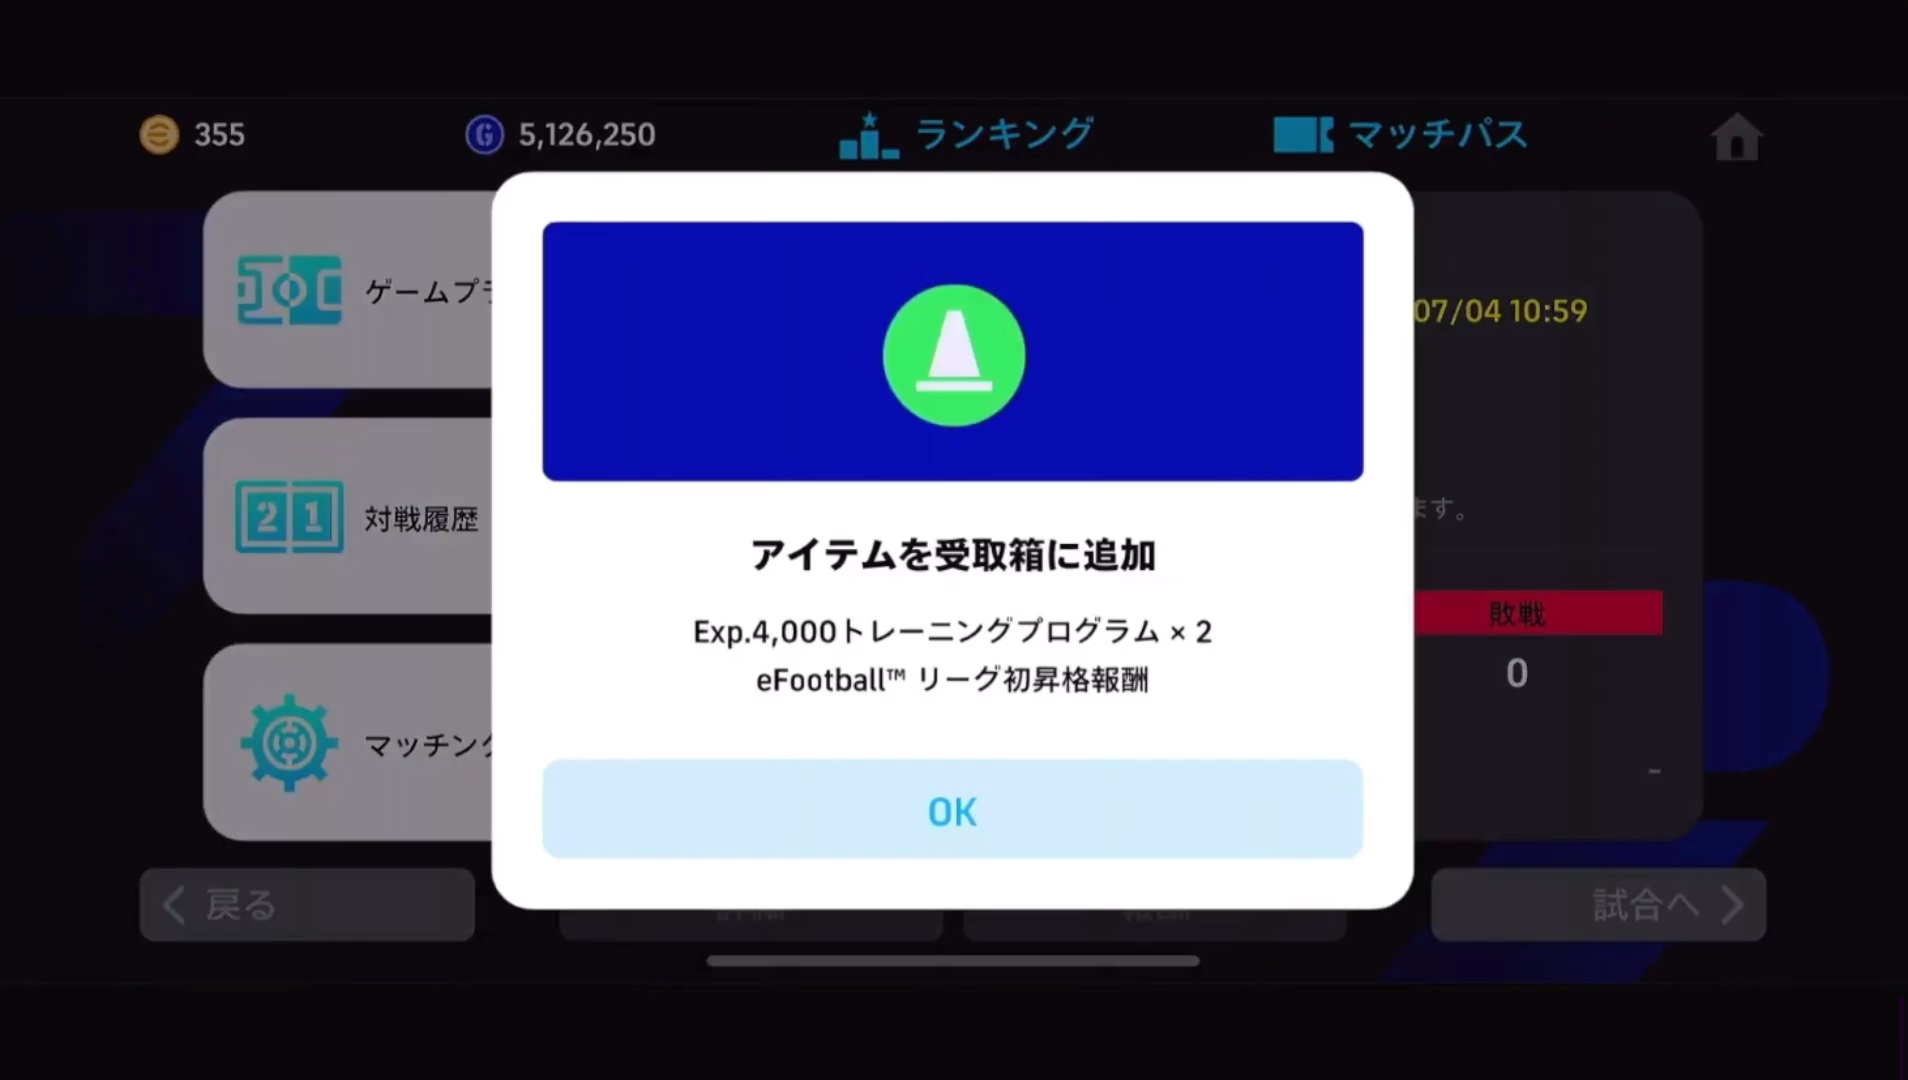 355
5,126,250
ランキング
マッチパス
ゲームプ
07/04 10:59
アイテムを受取箱に追加
Exp.4,000トレーニングプログラム × 2
eFootball™ リーグ初昇格報酬
OK
対戦履歴
ます。
敗戦
0
-
マッチング
戻る
試合へ